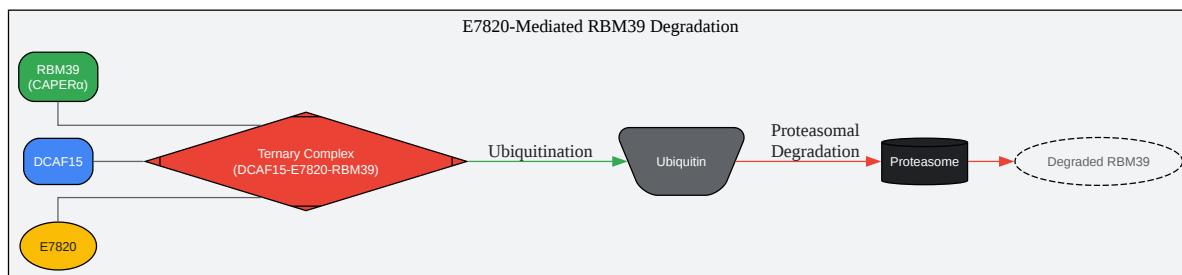 E7820-Mediated RBM39 Degradation
RBM39
(CAPERα)
DCAF15
E7820
Ternary Complex
(DCAF15-E7820-RBM39)
Ubiquitination
Ubiquitin
Proteasomal
Degradation
Proteasome
Degraded RBM39